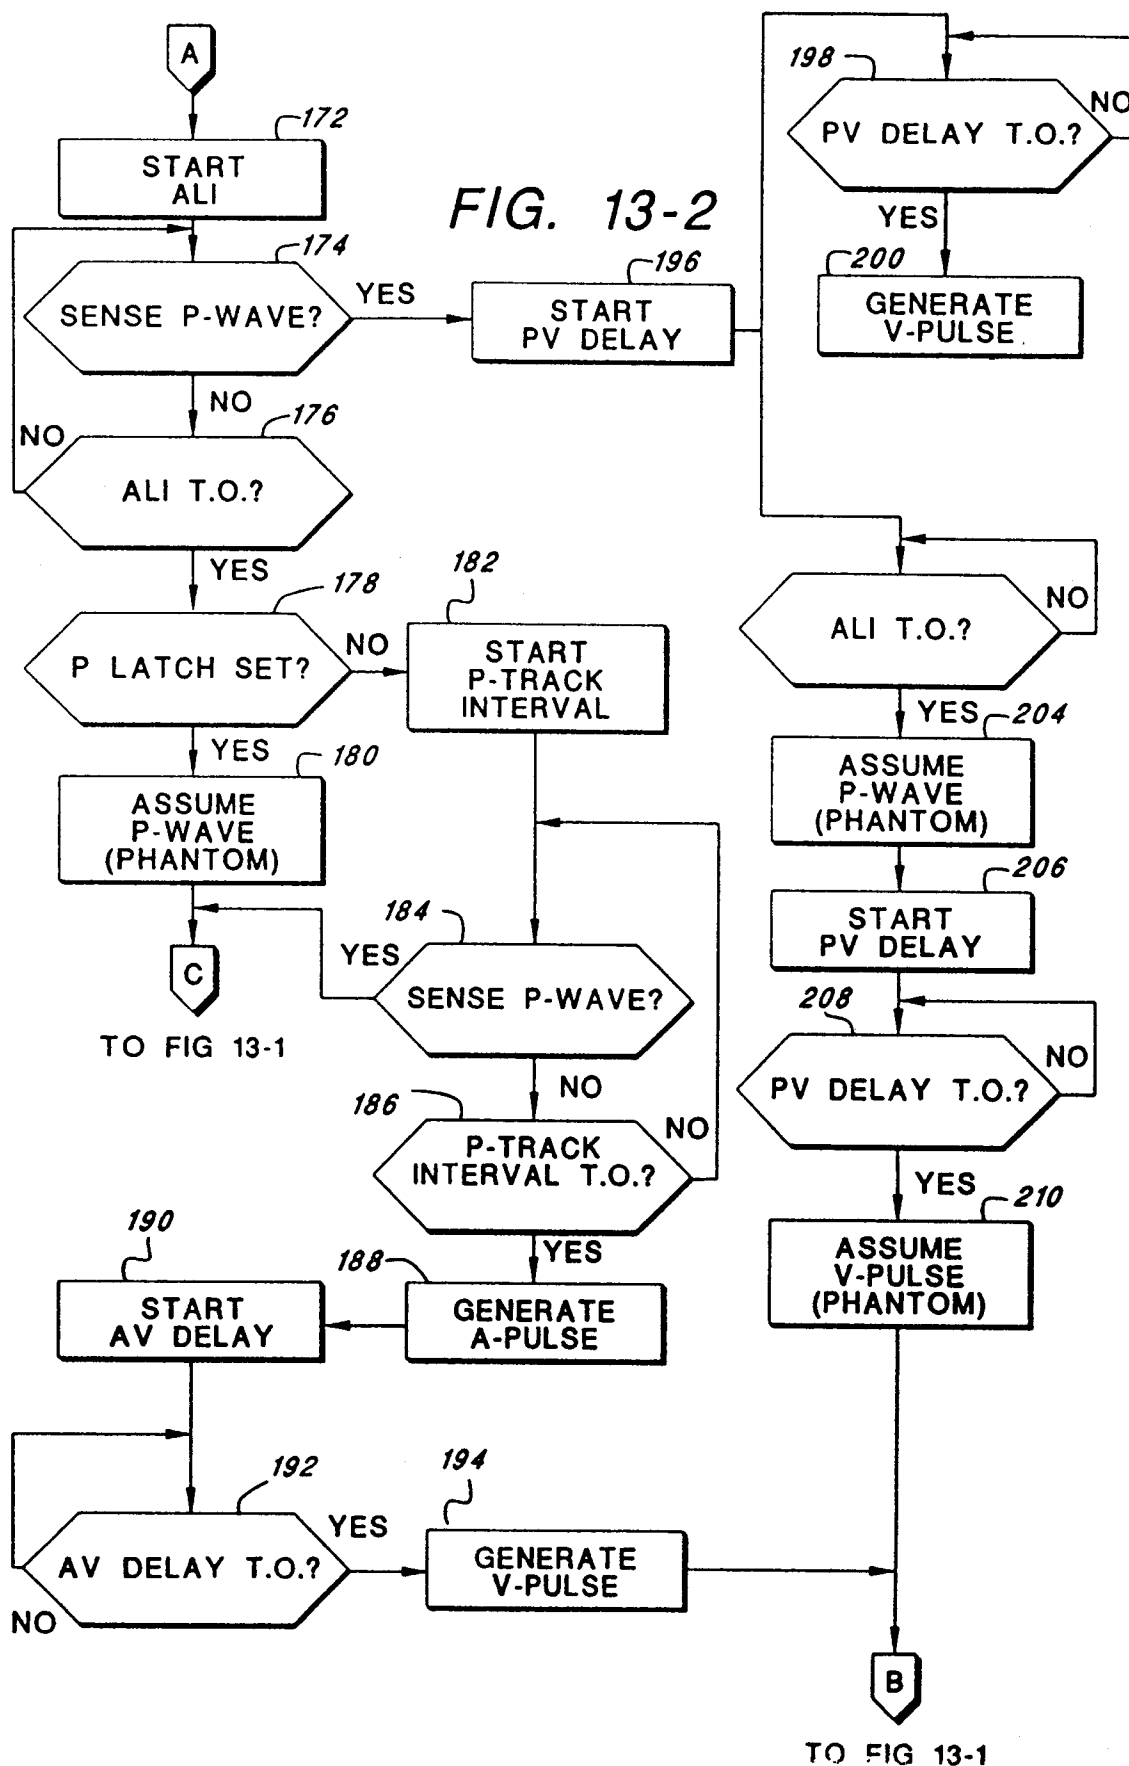 A
172
START
ALI
FIG. 13-2
174
SENSE P-WAVE?
YES
NO
196
START
PV DELAY
198
PV DELAY T.O.?
NO
YES
200
GENERATE
V-PULSE
176
ALI T.O.?
NO
YES
178
P LATCH SET?
NO
YES
182
START
P-TRACK
INTERVAL
180
ASSUME
P-WAVE
(PHANTOM)
C
TO FIG 13-1
184
SENSE P-WAVE?
YES
NO
186
P-TRACK
INTERVAL T.O.?
NO
YES
188
GENERATE
A-PULSE
190
START
AV DELAY
192
AV DELAY T.O.?
NO
YES
194
GENERATE
V-PULSE
ALI T.O.?
NO
YES
204
ASSUME
P-WAVE
(PHANTOM)
206
START
PV DELAY
208
PV DELAY T.O.?
NO
YES
210
ASSUME
V-PULSE
(PHANTOM)
B
TO FIG 13-1